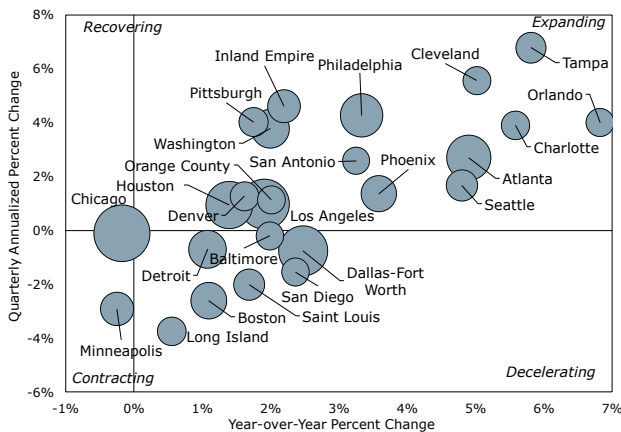 8%
Recovering
Expanding
Cleveland
Inland Empire
Philadelphia
6%
Tampa
Pittsburgh
Orlando
4%
Washington
Charlotte
Orange County
San Antonio
Phoenix
2%
Houston
Atlanta
Chicago
Denver
Los Angeles
Seattle
0%
Baltimore
Detroit
Dallas-Fort
Worth
-2%
San Diego
Boston
Saint Louis
Long Island
-4%
Minneapolis
Contracting
Decelerating
-6%
-1%
0%
1%
2%
3%
4%
5%
6%
7%
Year-over-Year Percent Change
Quarterly Annualized Percent Change